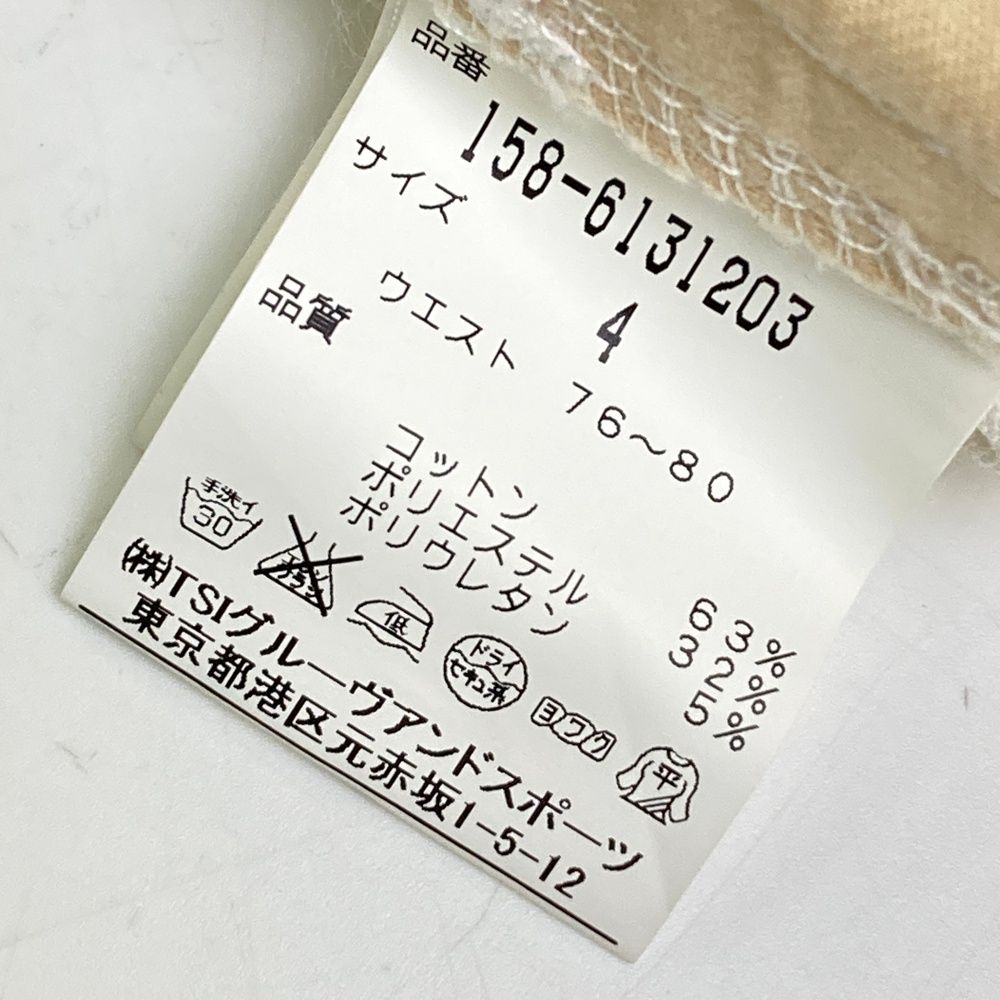 品番
158-6131203
サイズ
4
ウエスト 76~80
品質
コットン 63%
ポリエステル 32%
ポリウレタン 5%
手洗イ 30
低
ドライ セキユ系
ヨワク
平
(株)TSIグルーヴアンドスポーツ
東京都港区元赤坂1-5-12